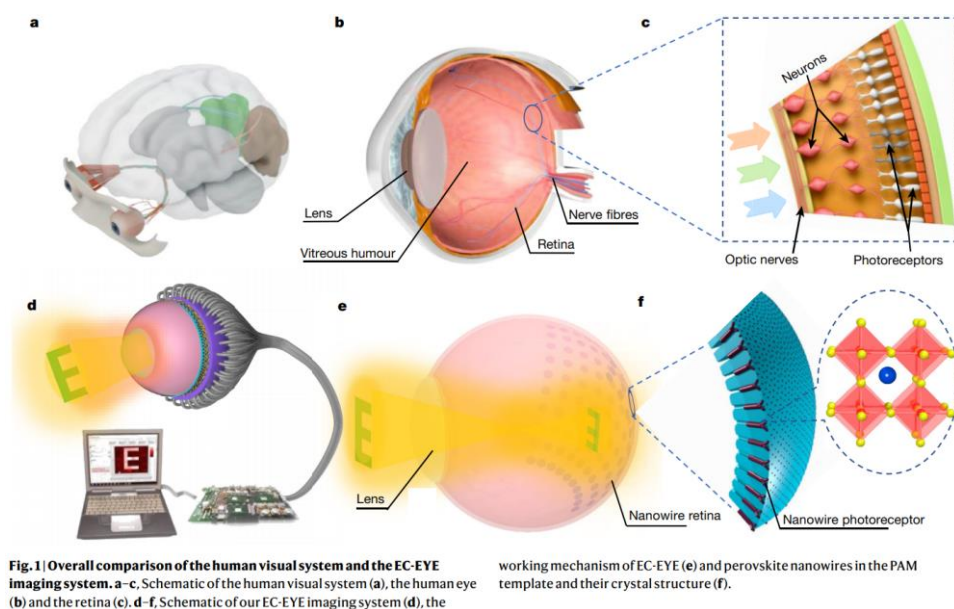 a
b
c
Neurons
Lens
Vitreous humour
Nerve fibres
Retina
Optic nerves
Photoreceptors
d
e
f
E
E
E
E
Lens
Nanowire retina
Nanowire photoreceptor
Fig. 1 | Overall comparison of the human visual system and the EC-EYE
imaging system. a–c, Schematic of the human visual system (a), the human eye
(b) and the retina (c). d–f, Schematic of our EC-EYE imaging system (d), the
working mechanism of EC-EYE (e) and perovskite nanowires in the PAM
template and their crystal structure (f).